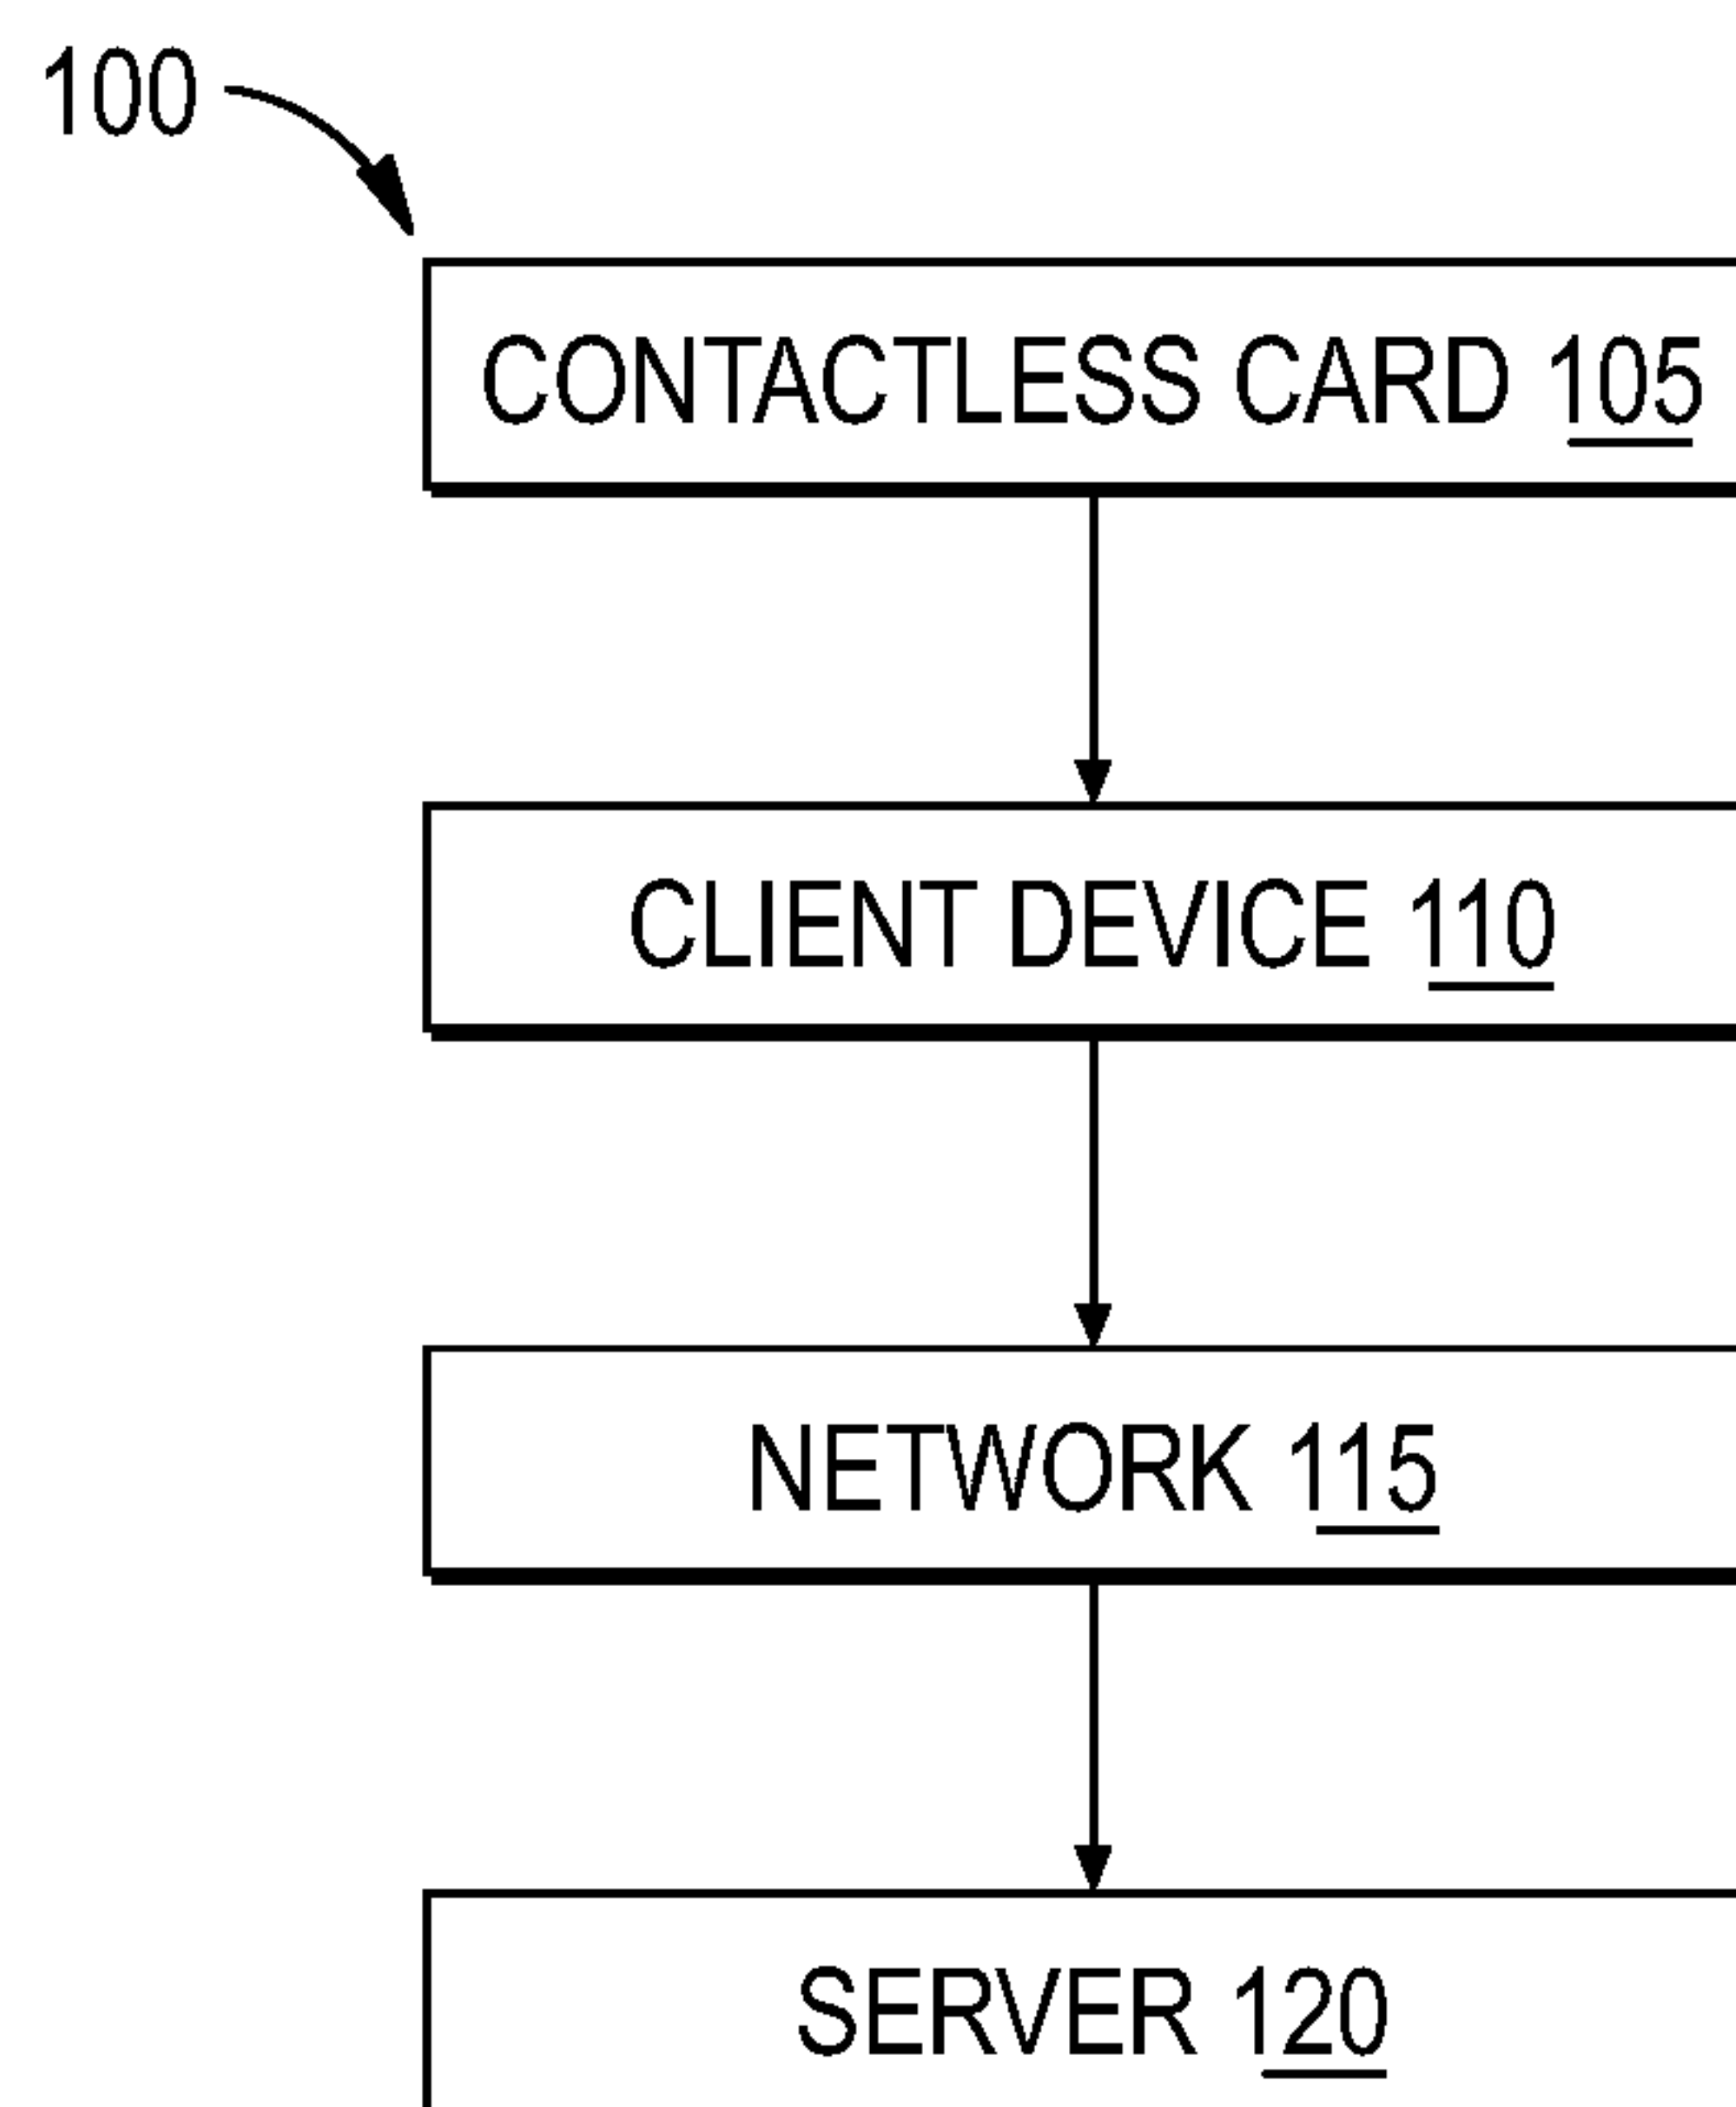 100
CONTACTLESS CARD 105
CLIENT DEVICE 110
NETWORK 115
SERVER 120